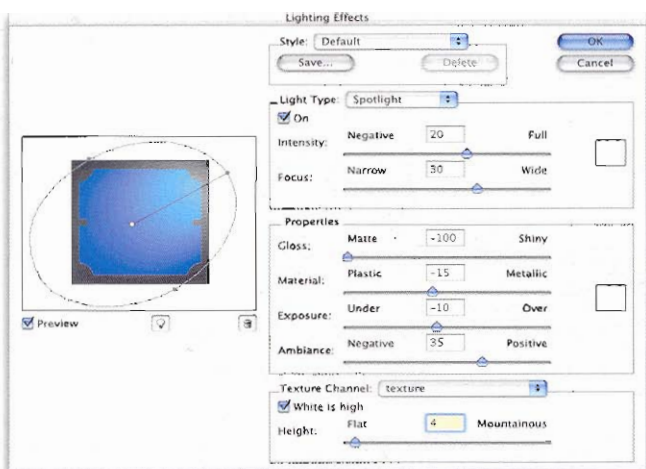 Lighting Effects
Style: Default
OK
Save...
Delete
Cancel
Light Type: Spotlight
On
Intensity: Negative 20 Full
Focus: Narrow 30 Wide
Properties
Gloss: Matte -100 Shiny
Material: Plastic -15 Metallic
Exposure: Under -10 Over
Ambiance: Negative 35 Positive
Preview
Texture Channel: texture
White is high
Height: Flat 4 Mountainous